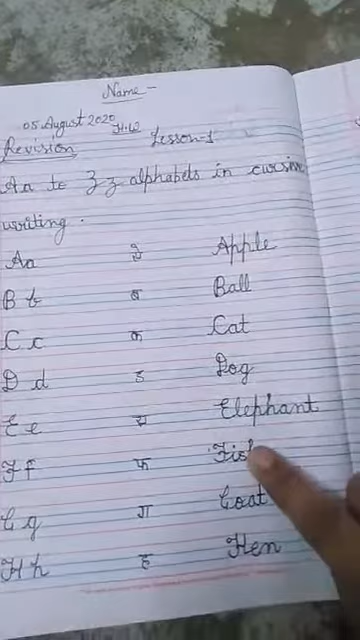 Name -
05 August 2020 H.W
Revision Lesson-1
Aa to Zz alphabets in cursive
writing.
Aa ऐ Apple
B b ब Ball
C c क Cat
D d ड Dog
E e Elephant
F f फ Fish
G g ग Goat
H h ह Hen